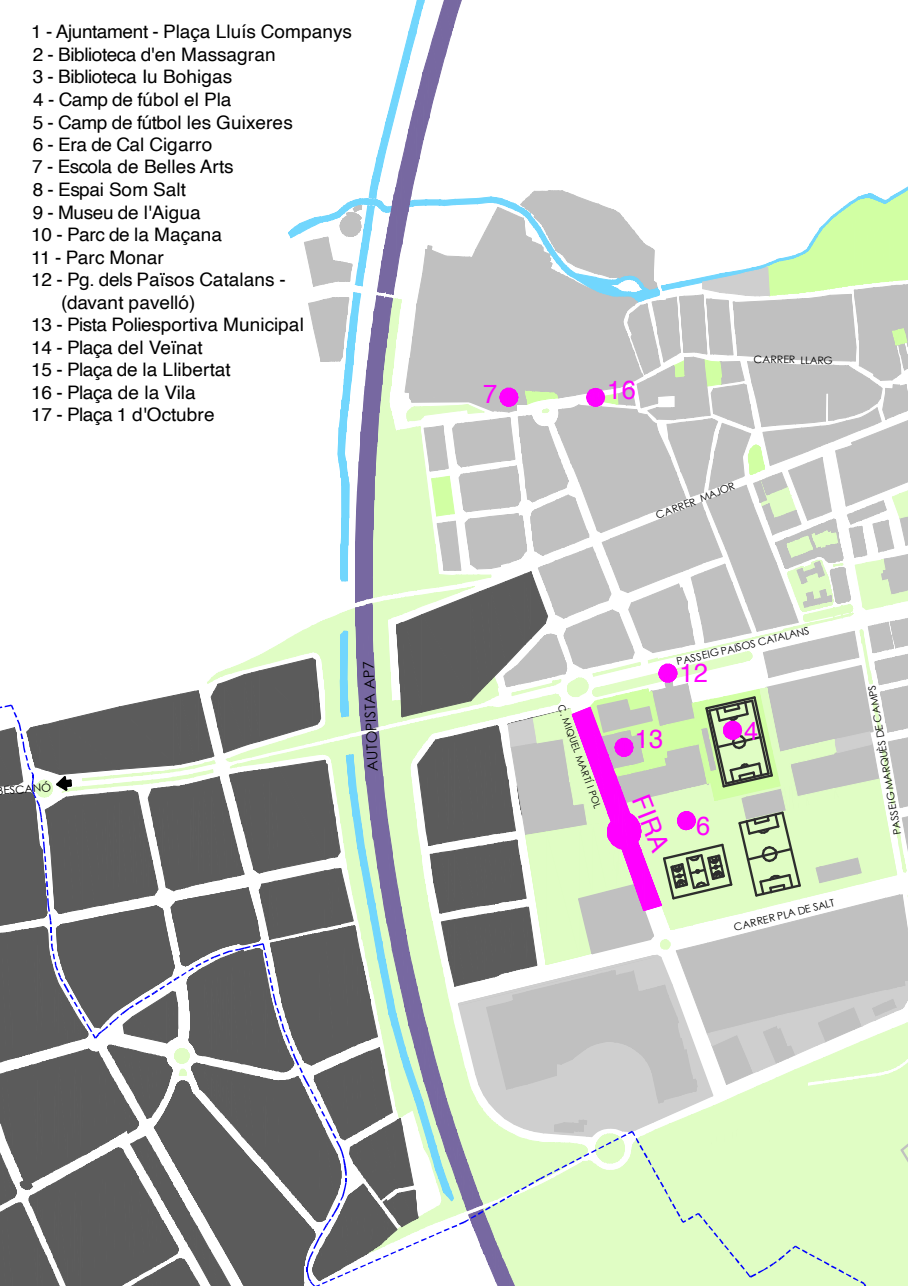 1 - Ajuntament - Plaça Lluís Companys
2 - Biblioteca d'en Massagran
3 - Biblioteca Iu Bohigas
4 - Camp de fúbol el Pla
5 - Camp de fútbol les Guixeres
6 - Era de Cal Cigarro
7 - Escola de Belles Arts
8 - Espai Som Salt
9 - Museu de l'Aigua
10 - Parc de la Maçana
11 - Parc Monar
12 - Pg. dels Països Catalans -
(davant pavelló)
13 - Pista Poliesportiva Municipal
14 - Plaça del Veïnat
15 - Plaça de la Llibertat
16 - Plaça de la Vila
17 - Plaça 1 d'Octubre
CARRER LLARG
7
16
CARRER MAJOR
PASSEIG PAÏSOS CATALANS
12
AUTOPISTA AP7
C. MIQUEL MARTÍ I POL
13
4
PASSEIG MARQUÈS DE CAMPS
BESCANÓ
FIRA
6
CARRER PLA DE SALT